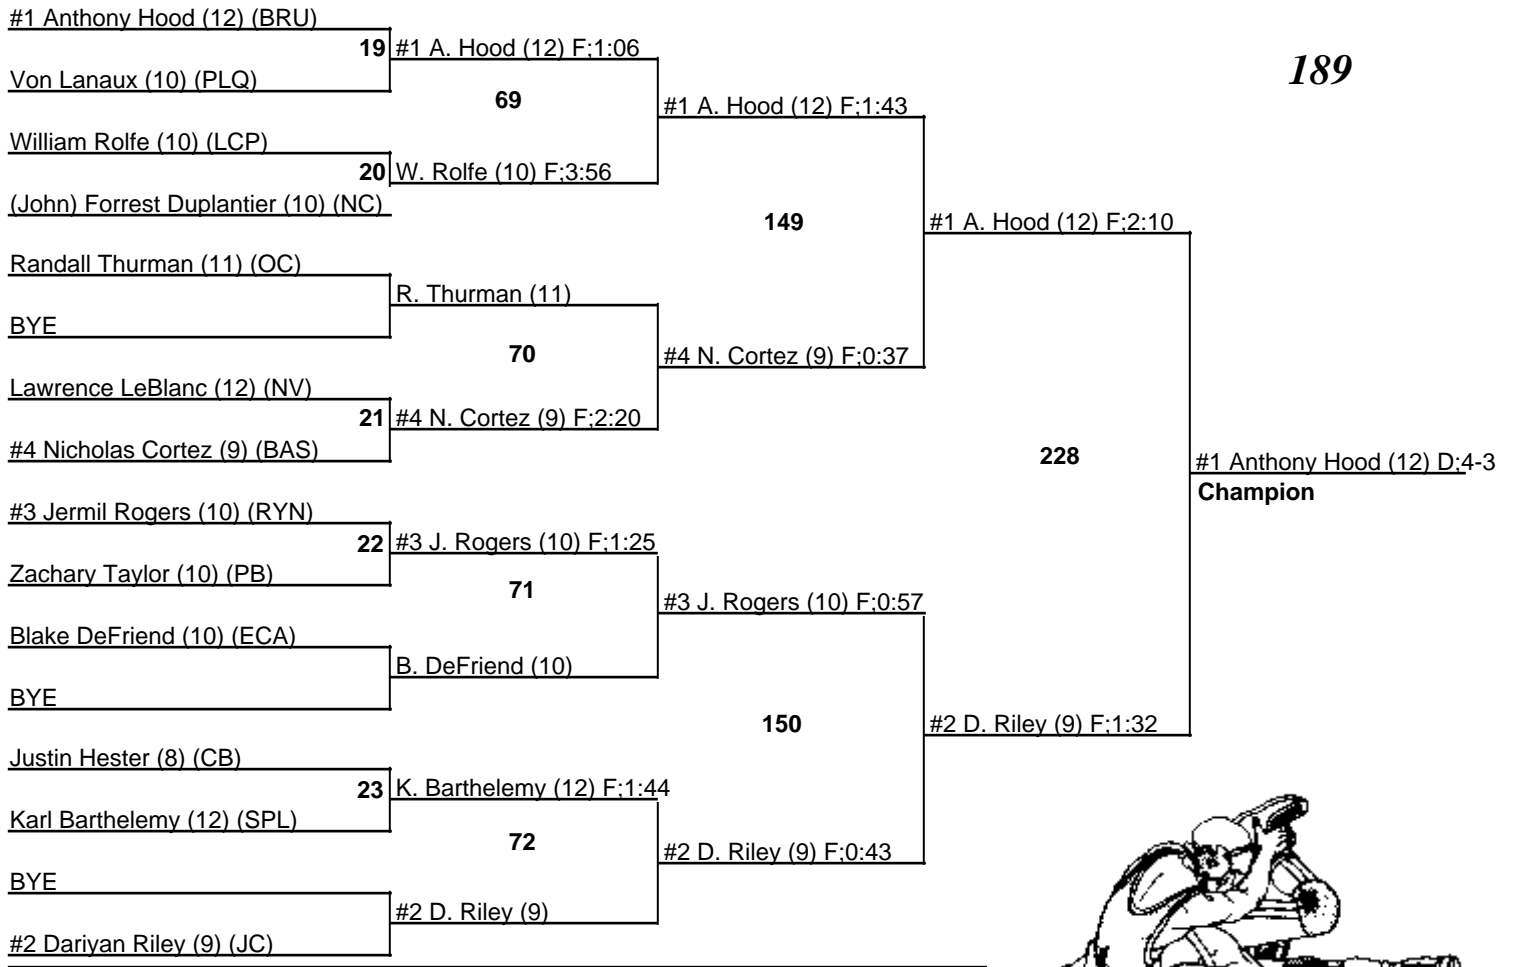 #1 Anthony Hood (12) (BRU)
19 #1 A. Hood (12) F;1:06
189
Von Lanaux (10) (PLQ)
69
#1 A. Hood (12) F;1:43
William Rolfe (10) (LCP)
20 W. Rolfe (10) F;3:56
(John) Forrest Duplantier (10) (NC)
149
#1 A. Hood (12) F;2:10
Randall Thurman (11) (OC)
R. Thurman (11)
BYE
70
#4 N. Cortez (9) F;0:37
Lawrence LeBlanc (12) (NV)
21 #4 N. Cortez (9) F;2:20
#4 Nicholas Cortez (9) (BAS)
228
#1 Anthony Hood (12) D;4-3
Champion
#3 Jermil Rogers (10) (RYN)
22 #3 J. Rogers (10) F;1:25
Zachary Taylor (10) (PB)
71
#3 J. Rogers (10) F;0:57
Blake DeFriend (10) (ECA)
B. DeFriend (10)
BYE
150
#2 D. Riley (9) F;1:32
Justin Hester (8) (CB)
23 K. Barthelemy (12) F;1:44
Karl Barthelemy (12) (SPL)
72
#2 D. Riley (9) F;0:43
BYE
#2 D. Riley (9)
#2 Dariyan Riley (9) (JC)